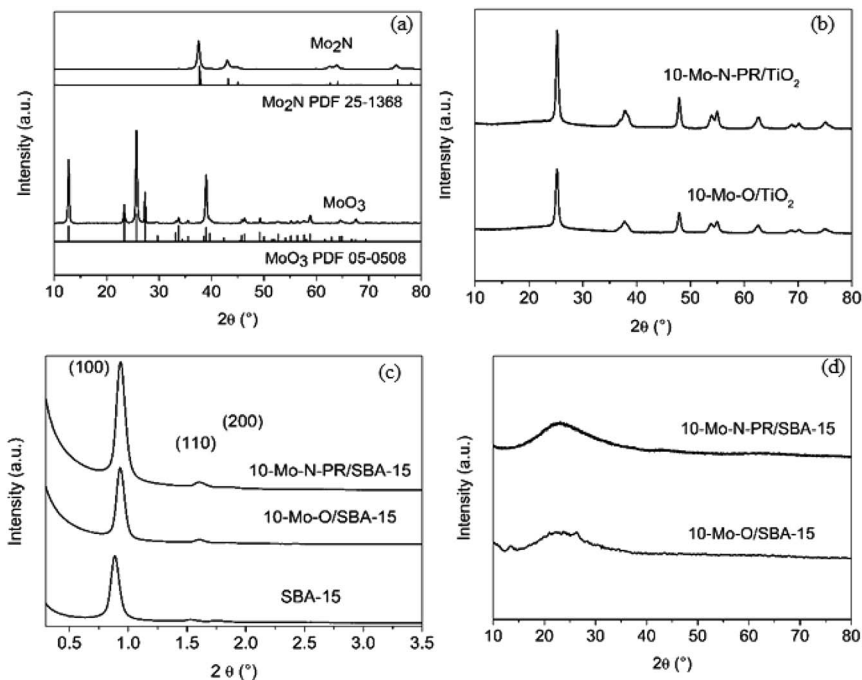 (a)
Mo2N
Mo2N PDF 25-1368
MoO3
MoO3 PDF 05-0508
Intensity (a.u.)
10 20 30 40 50 60 70 80
2θ (°)
(b)
10-Mo-N-PR/TiO2
10-Mo-O/TiO2
Intensity (a.u.)
10 20 30 40 50 60 70 80
2θ (°)
(c)
(100)
(200)
(110)
10-Mo-N-PR/SBA-15
10-Mo-O/SBA-15
SBA-15
Intensity (a.u.)
0.5 1.0 1.5 2.0 2.5 3.0 3.5
2 θ (°)
(d)
10-Mo-N-PR/SBA-15
10-Mo-O/SBA-15
Intensity (a.u.)
10 20 30 40 50 60 70 80
2θ (°)